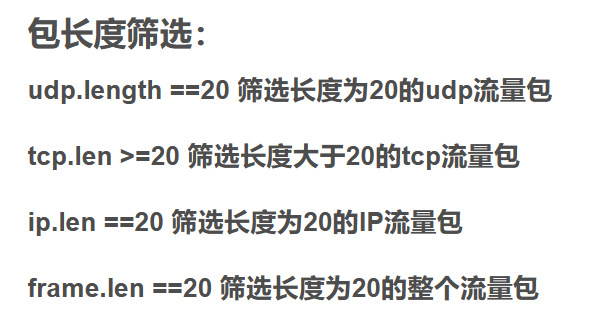 包长度筛选：
udp.length ==20 筛选长度为20的udp流量包
tcp.len >=20 筛选长度大于20的tcp流量包
ip.len ==20 筛选长度为20的IP流量包
frame.len ==20 筛选长度为20的整个流量包